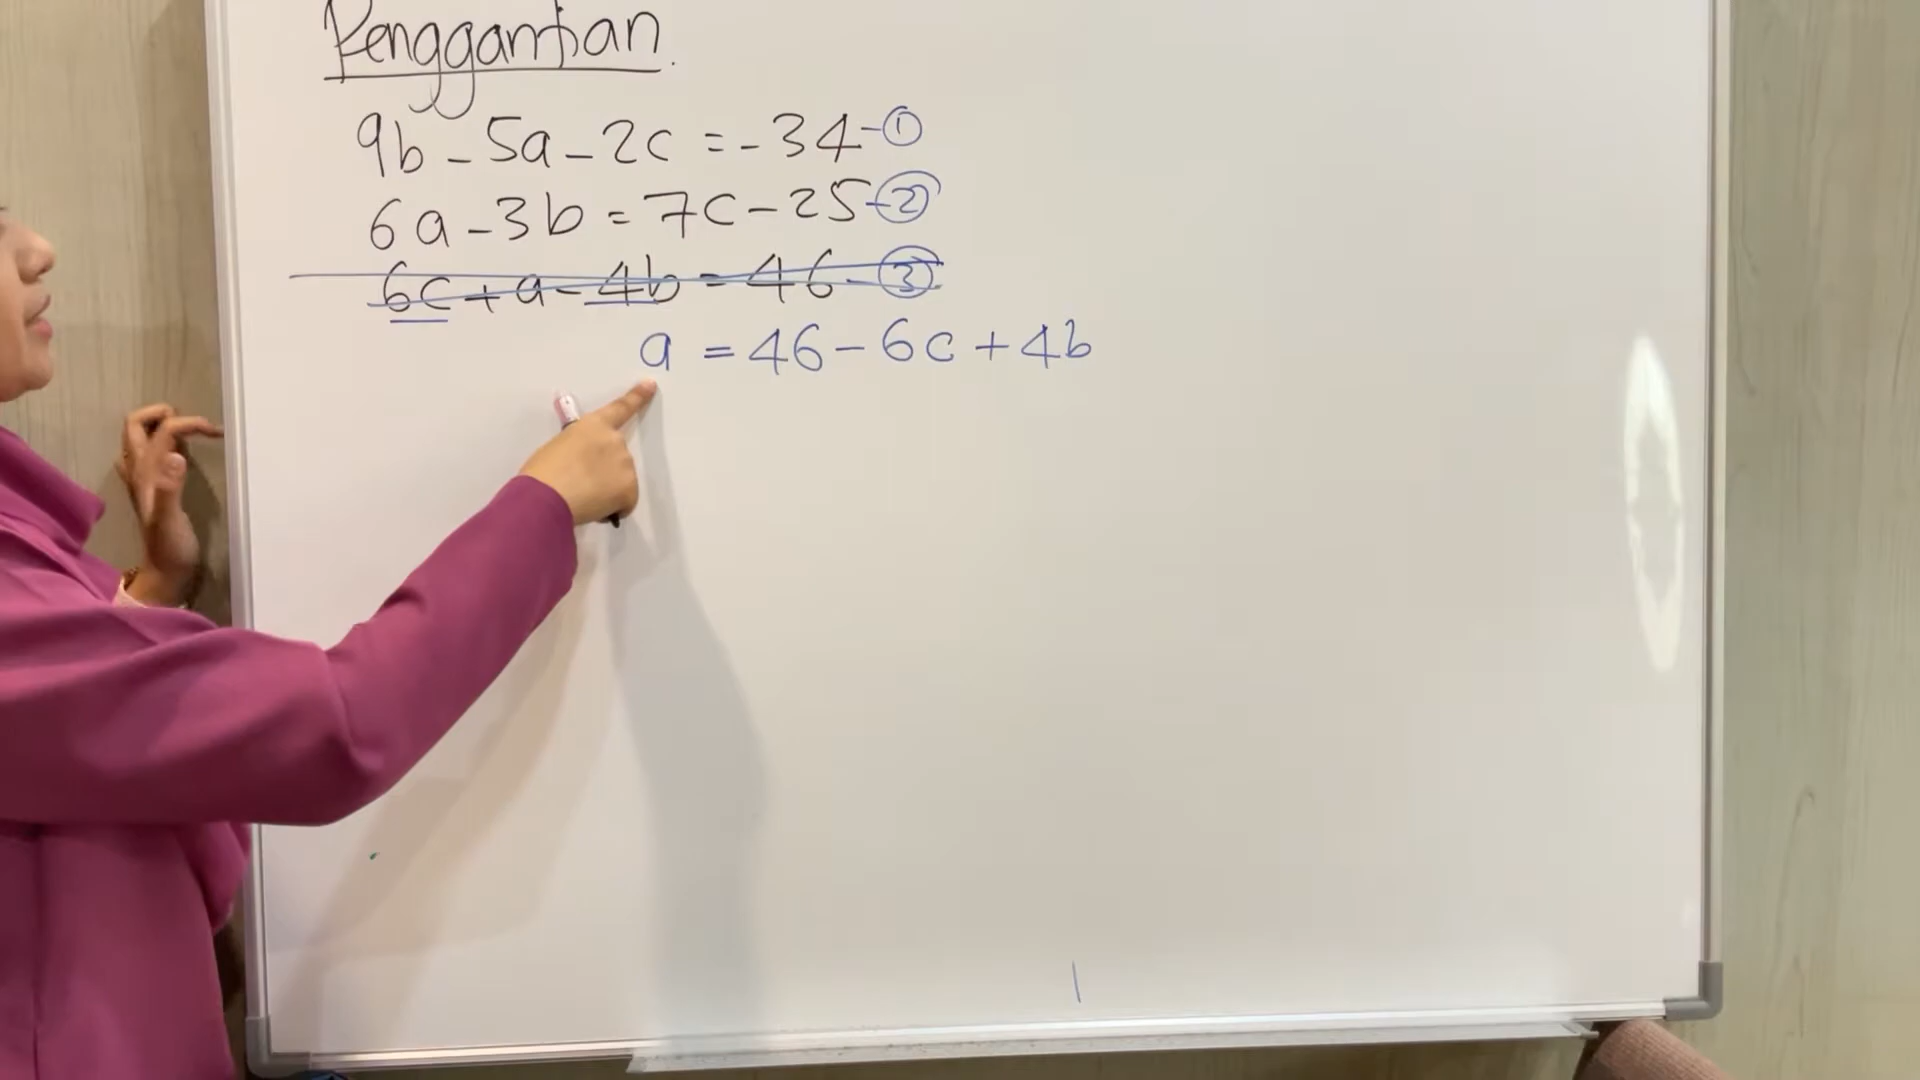 Penggantian.
9b - 5a - 2c = -34 - ①
6a - 3b = 7c - 25 - ②
6c + a - 4b = 46 - ③
a = 46 - 6c + 4b